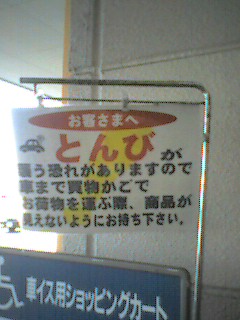 お客さまへ
とんびが
襲う恐れがありますので
車まで買物かごで
お荷物を運ぶ際、商品が
見えないようにお持ち下さい。
車イス用ショッピングカート